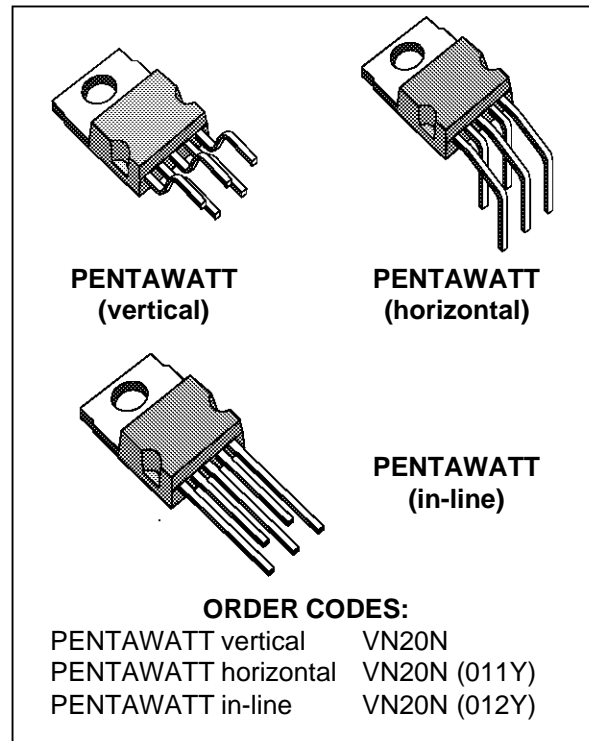 PENTAWATT
(vertical)
PENTAWATT
(horizontal)
PENTAWATT
(in-line)
ORDER CODES:
PENTAWATT vertical VN20N
PENTAWATT horizontal VN20N (011Y)
PENTAWATT in-line VN20N (012Y)